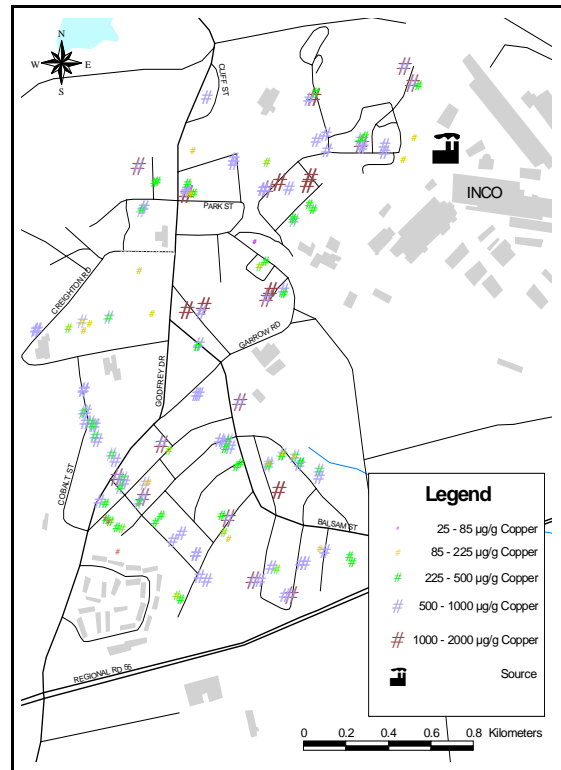 N
W E
S
CLIFF ST
INCO
PARK ST
CREIGHTON RD
GARROW RD
GODFREY DR
COBALT ST
BALSAM ST
REGIONAL RD 55
Legend
25 - 85 µg/g Copper
85 - 225 µg/g Copper
225 - 500 µg/g Copper
500 - 1000 µg/g Copper
1000 - 2000 µg/g Copper
Source
0 0.2 0.4 0.6 0.8 Kilometers